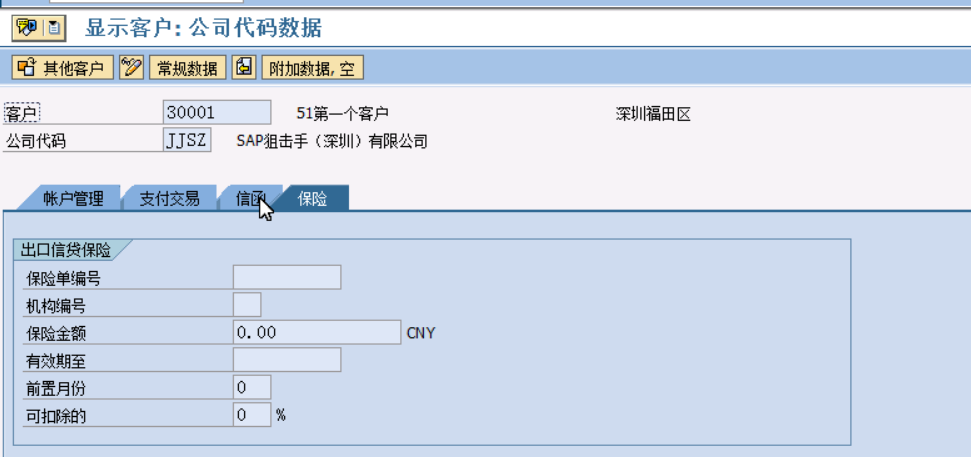 显示客户: 公司代码数据
其他客户 常规数据 附加数据, 空
客户 30001 51第一个客户 深圳福田区
公司代码 JJSZ SAP狙击手（深圳）有限公司
帐户管理 支付交易 信函 保险
出口信贷保险
保险单编号
机构编号
保险金额 0.00 CNY
有效期至
前置月份 0
可扣除的 0 %